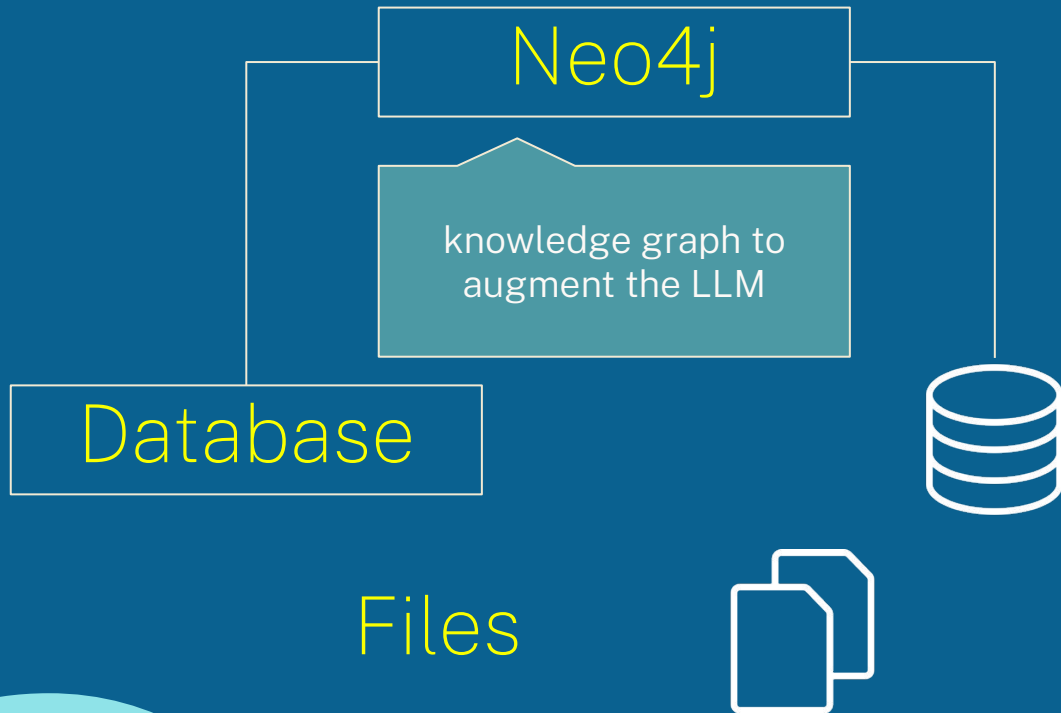 Neo4j
knowledge graph to
augment the LLM
Database
Files